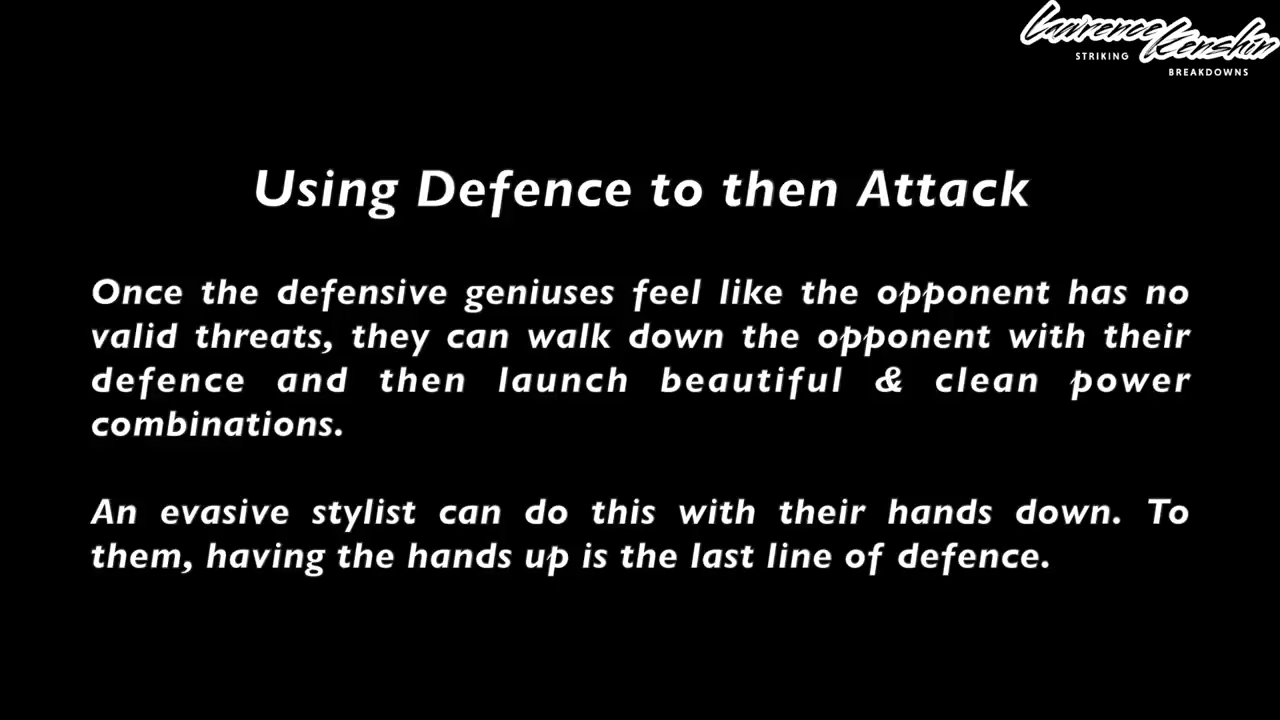 Lawrence Kenshin
STRIKING
BREAKDOWNS
Using Defence to then Attack
Once the defensive geniuses feel like the opponent has no
valid threats, they can walk down the opponent with their
defence and then launch beautiful & clean power
combinations.
An evasive stylist can do this with their hands down. To
them, having the hands up is the last line of defence.